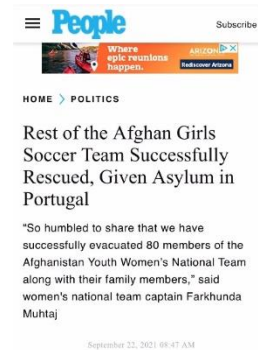 People
Subscribe
Where
epic reunions
happen.
ARIZONA
Rediscover Arizona
HOME > POLITICS
Rest of the Afghan Girls
Soccer Team Successfully
Rescued, Given Asylum in
Portugal
"So humbled to share that we have
successfully evacuated 80 members of the
Afghanistan Youth Women's National Team
along with their family members," said
women's national team captain Farkhunda
Muhtaj
September 22, 2021 08:47 AM